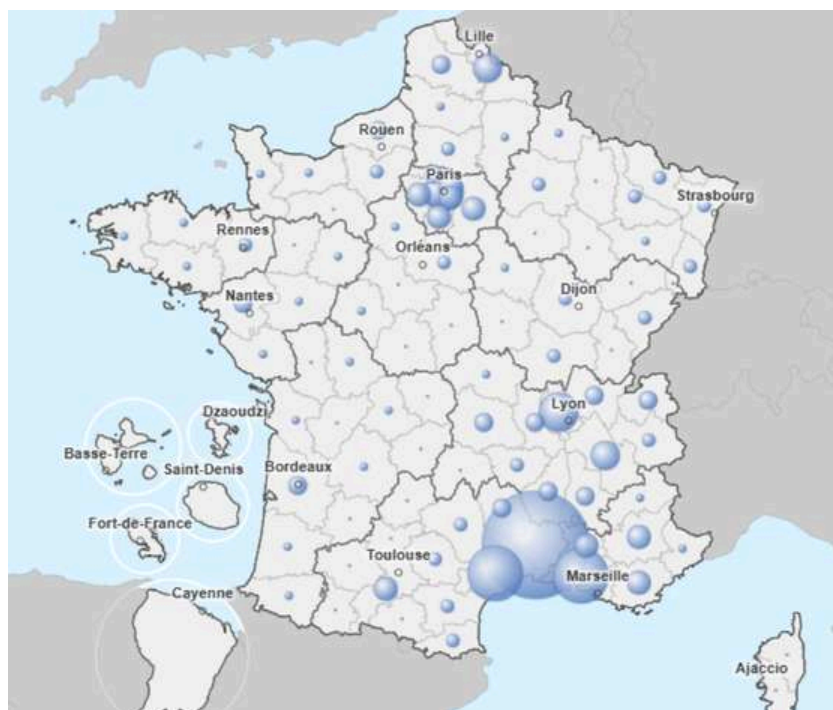 Lille
Rouen
Paris
Strasbourg
Rennes
Orléans
Nantes
Dijon
Dzaoudzi
Lyon
Basse-Terre
Saint-Denis
Bordeaux
Fort-de-France
Toulouse
Marseille
Cayenne
Ajaccio